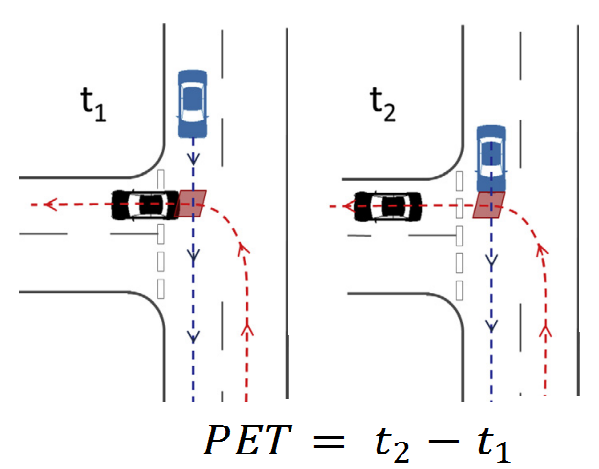 t₁
t₂
PET = t₂ − t₁